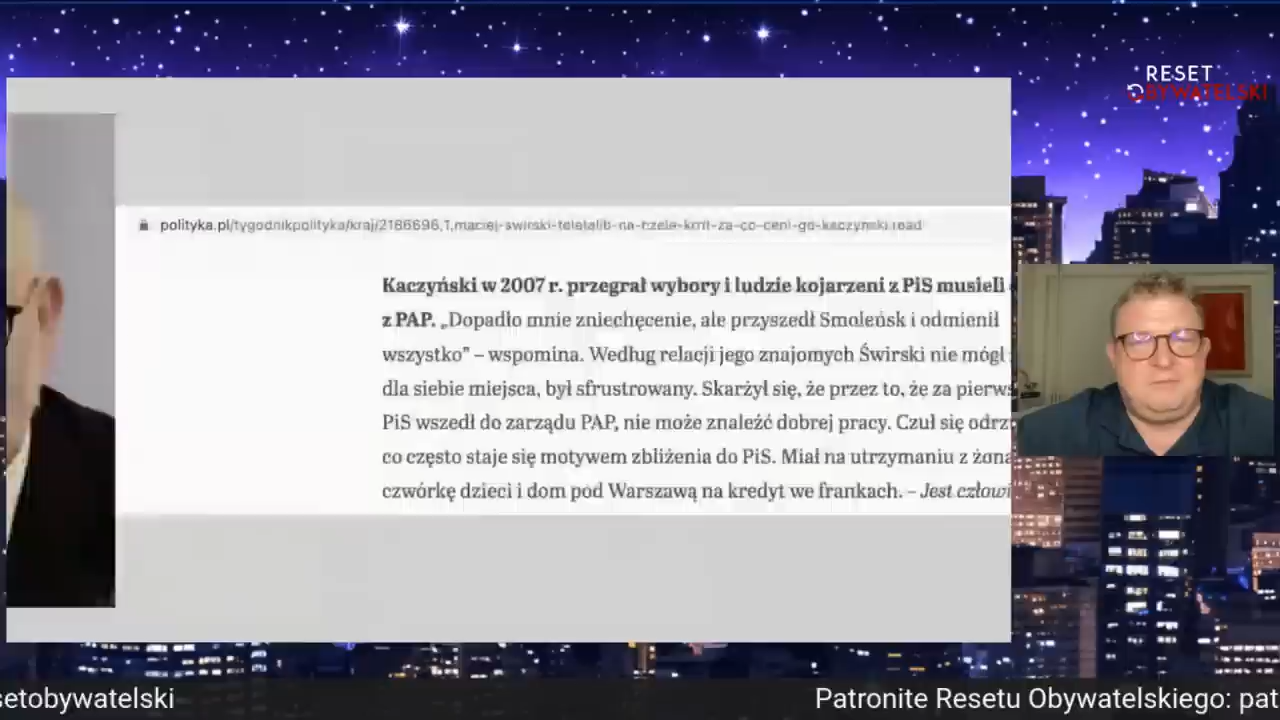 RESET
OBYWATELSKI
polityka.pl/tygodnikpolityka/kraj/2166696,1,maciej-swirski-teletalib-na-czele-krrit-za-co-ceni-go-kaczynski.read
Kaczyński w 2007 r. przegrał wybory i ludzie kojarzeni z PiS musieli
z PAP. „Dopadło mnie zniechęcenie, ale przyszedł Smoleńsk i odmienił
wszystko” – wspomina. Według relacji jego znajomych Świrski nie mógł
dla siebie miejsca, był sfrustrowany. Skarżył się, że przez to, że za pierws
PiS wszedł do zarządu PAP, nie może znaleźć dobrej pracy. Czuł się odrz
co często staje się motywem zbliżenia do PiS. Miał na utrzymaniu z żoną
czwórkę dzieci i dom pod Warszawą na kredyt we frankach. – Jest człowi
setobywatelski
Patronite Resetu Obywatelskiego: pat